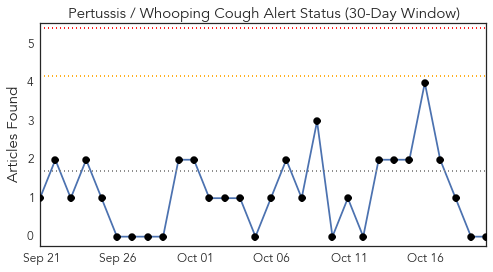 Pertussis / Whooping Cough Alert Status (30-Day Window)
Articles Found
5
4
3
2
1
0
Sep 21 Sep 26 Oct 01 Oct 06 Oct 11 Oct 16